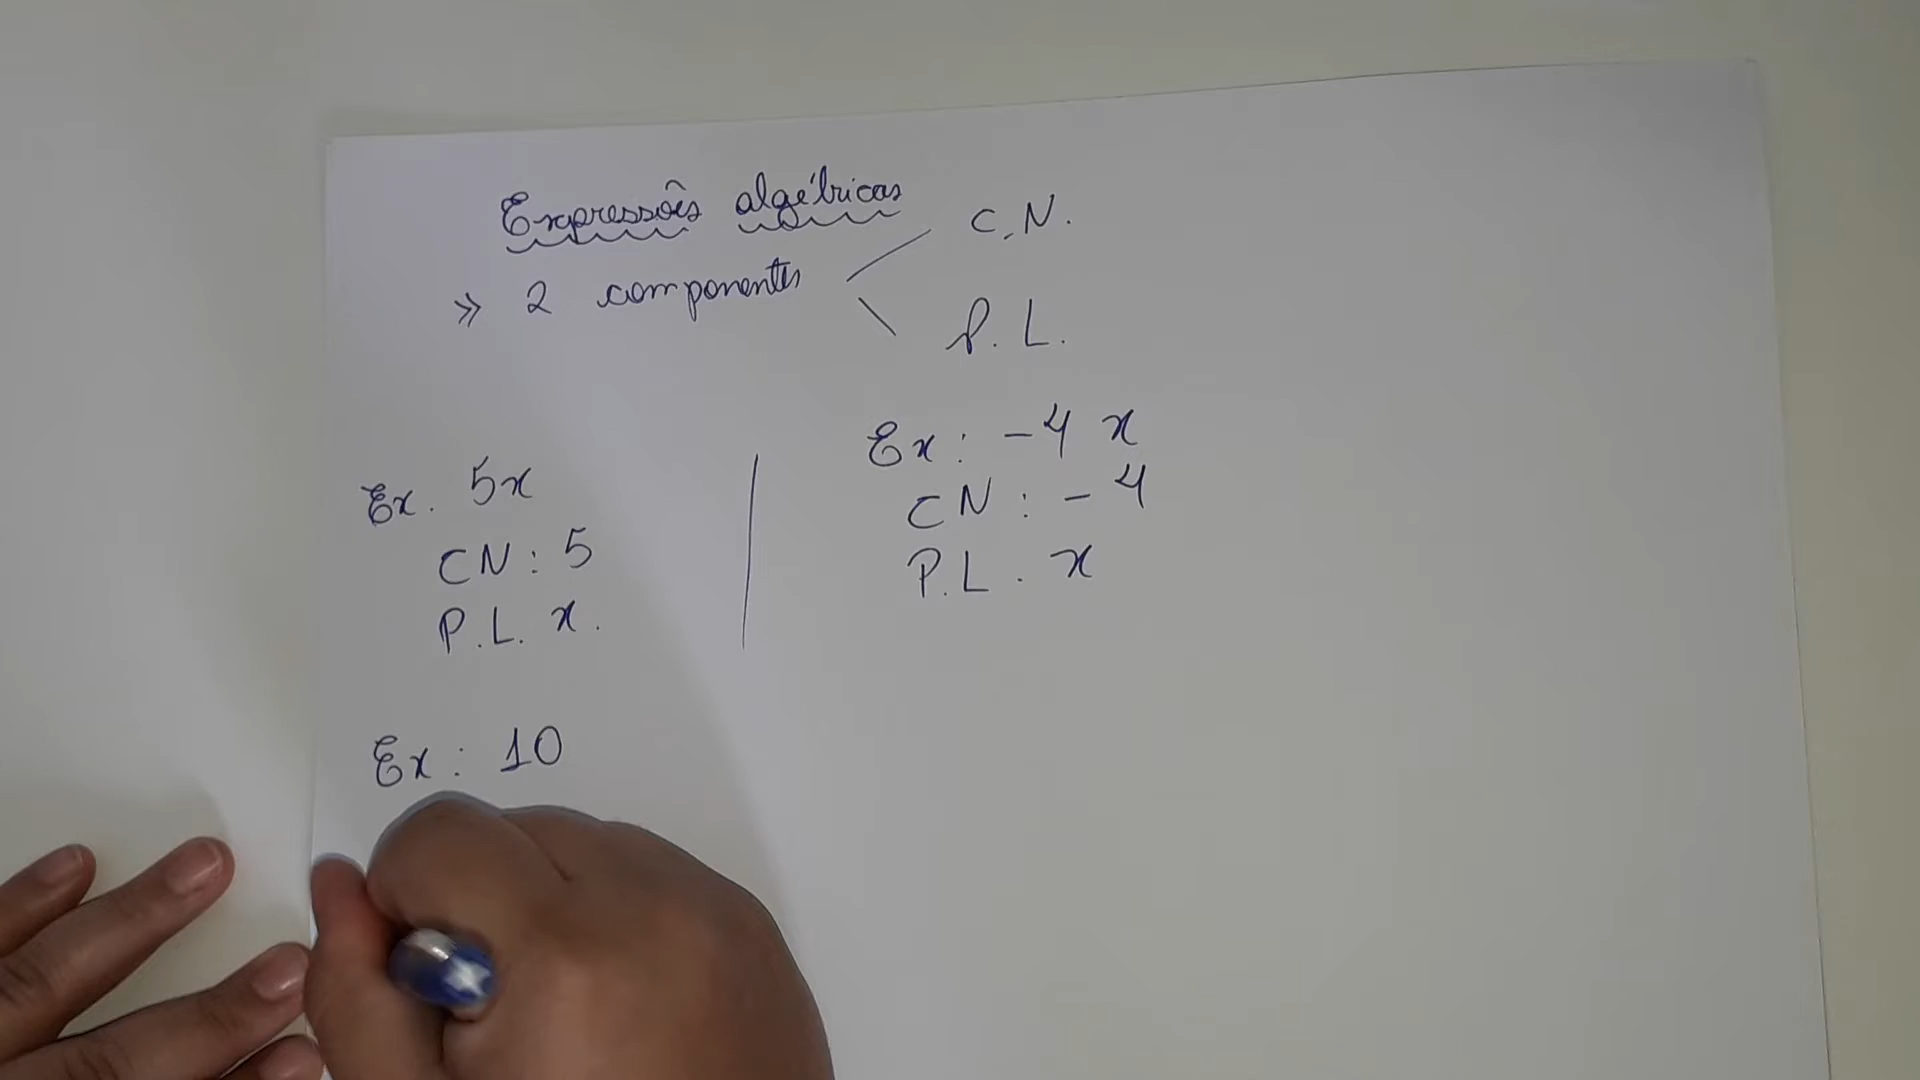 Expressões algébricas
C.N.
» 2 componentes
P. L.
Ex. 5x
CN: 5
P.L. x.
Ex: -4 x
CN: -4
P.L. x
Ex: 10